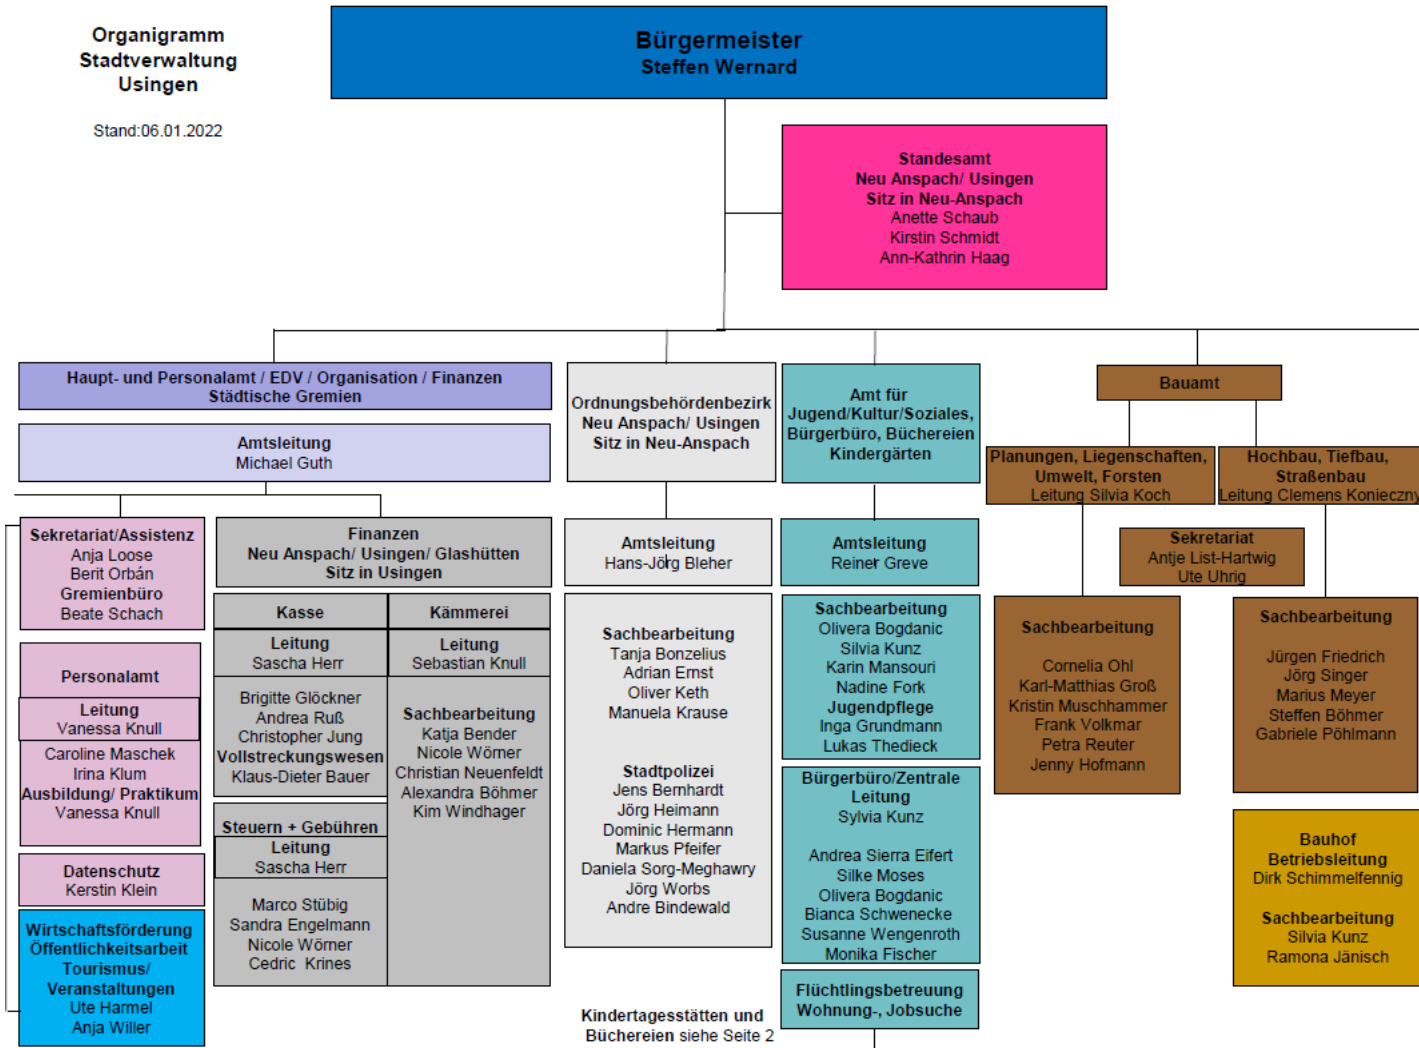 Organigramm
Stadtverwaltung
Usingen
Stand:06.01.2022
Bürgermeister
Steffen Wernard
Standesamt
Neu Anspach/ Usingen
Sitz in Neu-Anspach
Anette Schaub
Kirstin Schmidt
Ann-Kathrin Haag
Haupt- und Personalamt / EDV / Organisation / Finanzen
Städtische Gremien
Amtsleitung
Michael Guth
Sekretariat/Assistenz
Anja Loose
Berit Orbán
Gremienbüro
Beate Schach
Personalamt
Leitung
Vanessa Knull
Caroline Maschek
Irina Klum
Ausbildung/ Praktikum
Vanessa Knull
Datenschutz
Kerstin Klein
Wirtschaftsförderung
Öffentlichkeitsarbeit
Tourismus/
Veranstaltungen
Ute Harmel
Anja Willer
Finanzen
Neu Anspach/ Usingen/ Glashütten
Sitz in Usingen
Kasse
Leitung
Sascha Herr
Brigitte Glöckner
Andrea Ruß
Christopher Jung
Vollstreckungswesen
Klaus-Dieter Bauer
Steuern + Gebühren
Leitung
Sascha Herr
Marco Stübig
Sandra Engelmann
Nicole Wörner
Cedric Krines
Kämmerei
Leitung
Sebastian Knull
Sachbearbeitung
Katja Bender
Nicole Wörner
Christian Neuenfeldt
Alexandra Böhmer
Kim Windhager
Ordnungsbehördenbezirk
Neu Anspach/ Usingen
Sitz in Neu-Anspach
Amtsleitung
Hans-Jörg Bleher
Sachbearbeitung
Tanja Bonzelius
Adrian Ernst
Oliver Keth
Manuela Krause
Stadtpolizei
Jens Bernhardt
Jörg Heimann
Dominic Hermann
Markus Pfeifer
Daniela Sorg-Meghawry
Jörg Worbs
Andre Bindewald
Kindertagesstätten und
Büchereien siehe Seite 2
Amt für
Jugend/Kultur/Soziales,
Bürgerbüro, Büchereien
Kindergärten
Amtsleitung
Reiner Greve
Sachbearbeitung
Olivera Bogdanic
Silvia Kunz
Karin Mansouri
Nadine Fork
Jugendpflege
Inga Grundmann
Lukas Thedieck
Bürgerbüro/Zentrale
Leitung
Sylvia Kunz
Andrea Sierra Eifert
Silke Moses
Olivera Bogdanic
Bianca Schwenecke
Susanne Wengenroth
Monika Fischer
Flüchtlingsbetreuung
Wohnung-, Jobsuche
Bauamt
Planungen, Liegenschaften,
Umwelt, Forsten
Leitung Silvia Koch
Hochbau, Tiefbau,
Straßenbau
Leitung Clemens Konieczny
Sekretariat
Antje List-Hartwig
Ute Uhrig
Sachbearbeitung
Cornelia Ohl
Karl-Matthias Groß
Kristin Muschhammer
Frank Volkmar
Petra Reuter
Jenny Hofmann
Sachbearbeitung
Jürgen Friedrich
Jörg Singer
Marius Meyer
Steffen Böhmer
Gabriele Pöhlmann
Bauhof
Betriebsleitung
Dirk Schimmelfennig
Sachbearbeitung
Silvia Kunz
Ramona Jänisch